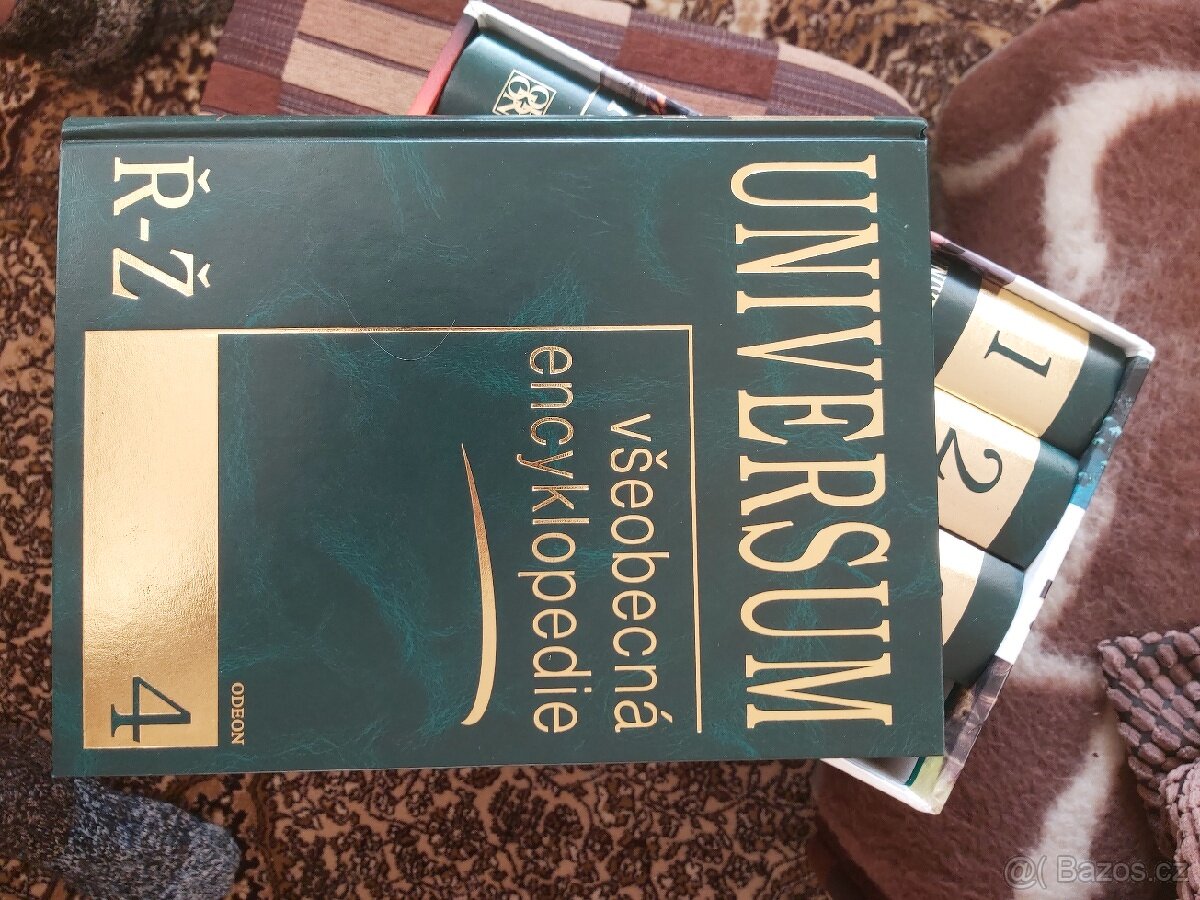 UNIVERSUM
všeobecná
encyklopedie
Ř-Ž
4
ODEON
1
2
@( Bazos.cz